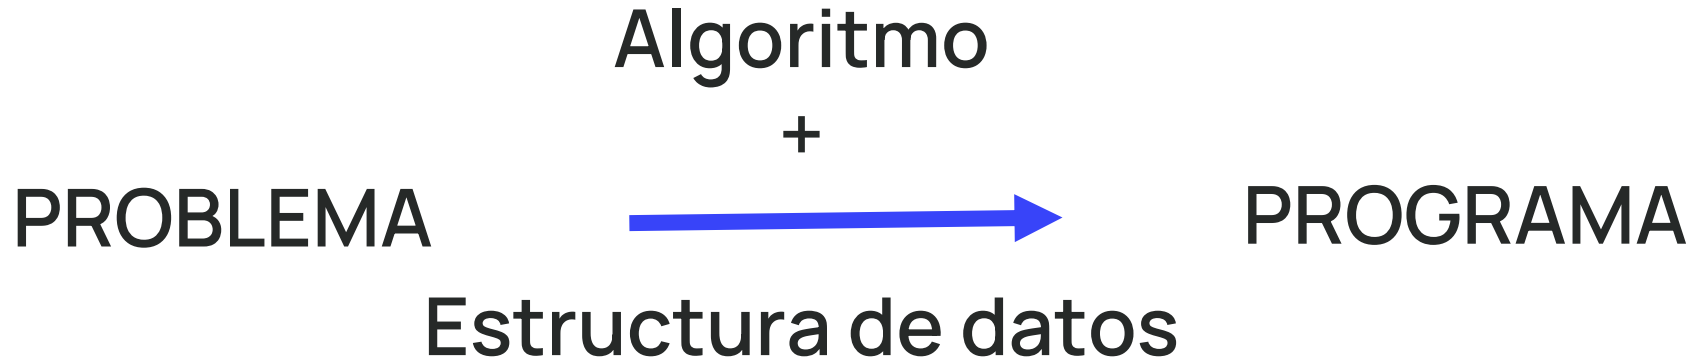 Algoritmo
+
PROBLEMA
PROGRAMA
Estructura de datos